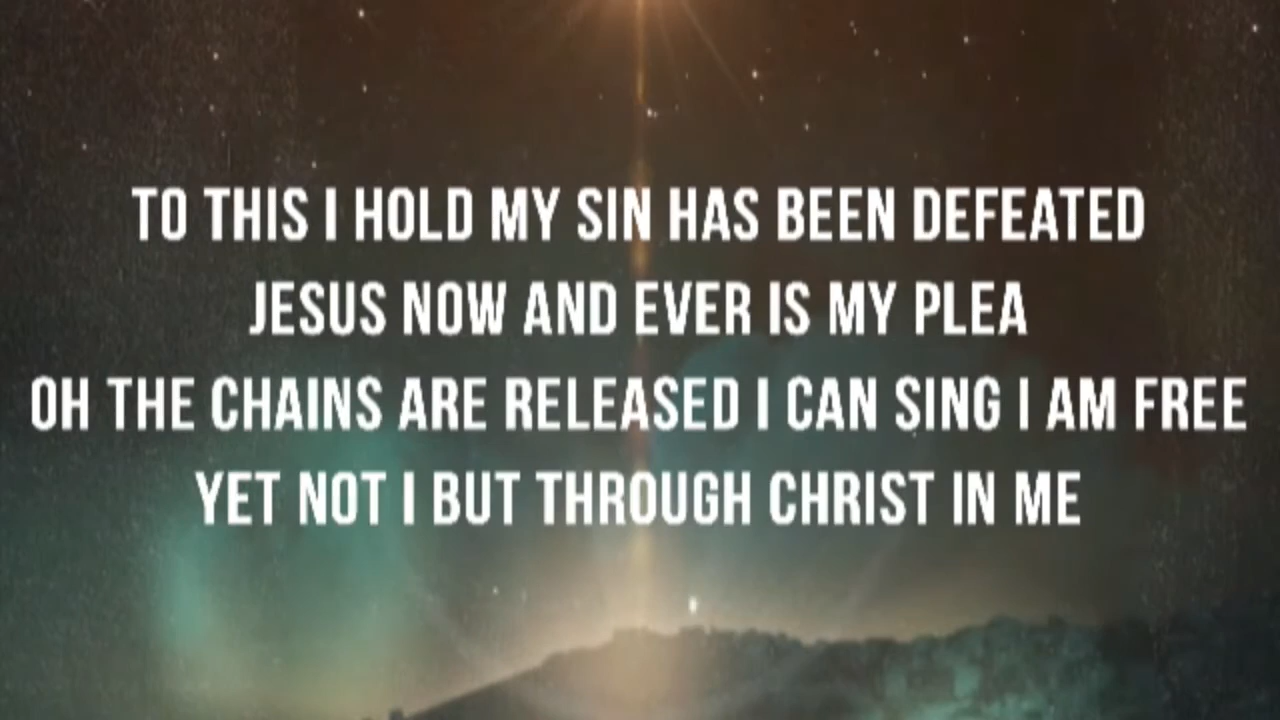 TO THIS I HOLD MY SIN HAS BEEN DEFEATED
JESUS NOW AND EVER IS MY PLEA
OH THE CHAINS ARE RELEASED I CAN SING I AM FREE
YET NOT I BUT THROUGH CHRIST IN ME